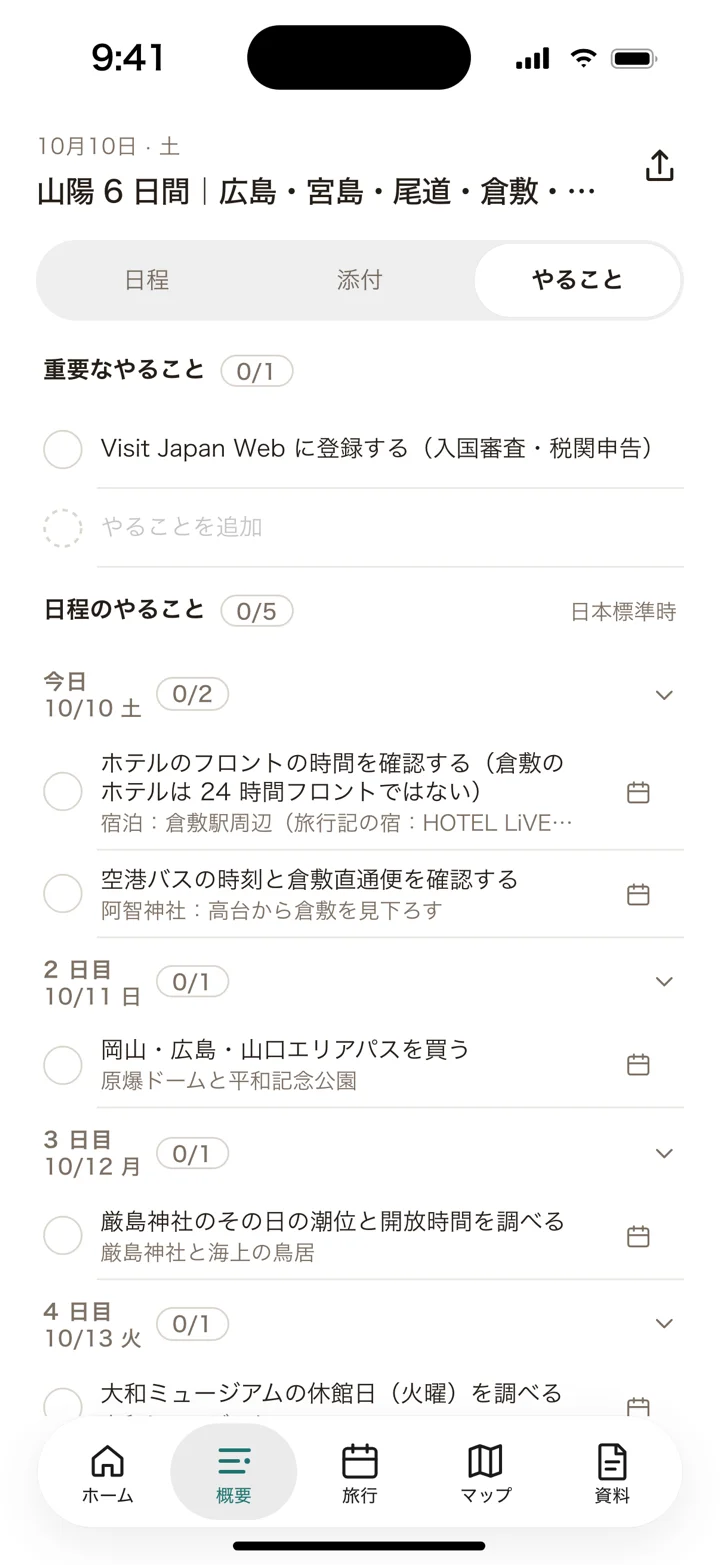 9:41
10月10日 · 土
山陽 6 日間｜広島・宮島・尾道・倉敷・…
日程
添付
やること
重要なやること 0/1
Visit Japan Web に登録する（入国審査・税関申告）
やることを追加
日程のやること 0/5 日本標準時
今日
10/10 土
0/2
ホテルのフロントの時間を確認する（倉敷の
ホテルは 24 時間フロントではない）
宿泊：倉敷駅周辺（旅行記の宿：HOTEL LiVE…
空港バスの時刻と倉敷直通便を確認する
阿智神社：高台から倉敷を見下ろす
2 日目
10/11 日
0/1
岡山・広島・山口エリアパスを買う
原爆ドームと平和記念公園
3 日目
10/12 月
0/1
厳島神社のその日の潮位と開放時間を調べる
厳島神社と海上の鳥居
4 日目
10/13 火
0/1
大和ミュージアムの休館日（火曜）を調べる
ホーム
概要
旅行
マップ
資料